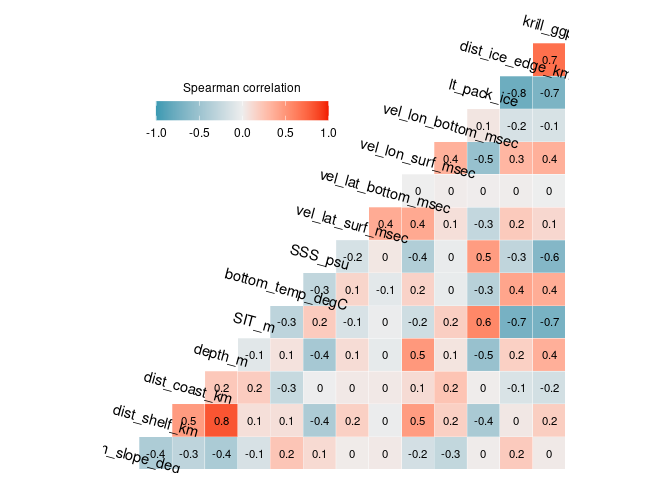 dist_ice_edge_km
0.7
Spearman correlation
-1.0 -0.5 0.0 0.5 1.0
lt_pack_ice
-0.8 -0.7
vel_lon_bottom_msec
0.1 -0.2 -0.1
vel_lon_surf_msec
0.4 -0.5 0.3 0.4
vel_lat_bottom_msec
0 0 0 0 0
vel_lat_surf_msec
0.4 0.4 0.1 -0.3 0.2 0.1
SSS_psu
-0.2 0 -0.4 0 0.5 -0.3 -0.6
bottom_temp_degC
-0.3 0.1 -0.1 0.2 0 -0.3 0.4 0.4
SIT_m
-0.3 0.2 -0.1 0 -0.2 0.2 0.6 -0.7 -0.7
depth_m
-0.1 0.1 -0.4 0.1 0 0.5 0.1 -0.5 0.2 0.4
dist_coast_km
0.2 0.2 -0.3 0 0 0 0.1 0.2 0 -0.1 -0.2
dist_shelf_km
0.5 0.8 0.1 0.1 -0.4 0.2 0 0.5 0.2 -0.4 0 0.2
_slope_deg
-0.4 -0.3 -0.4 -0.1 0.2 0.1 0 0 -0.2 -0.3 0 0.2 0